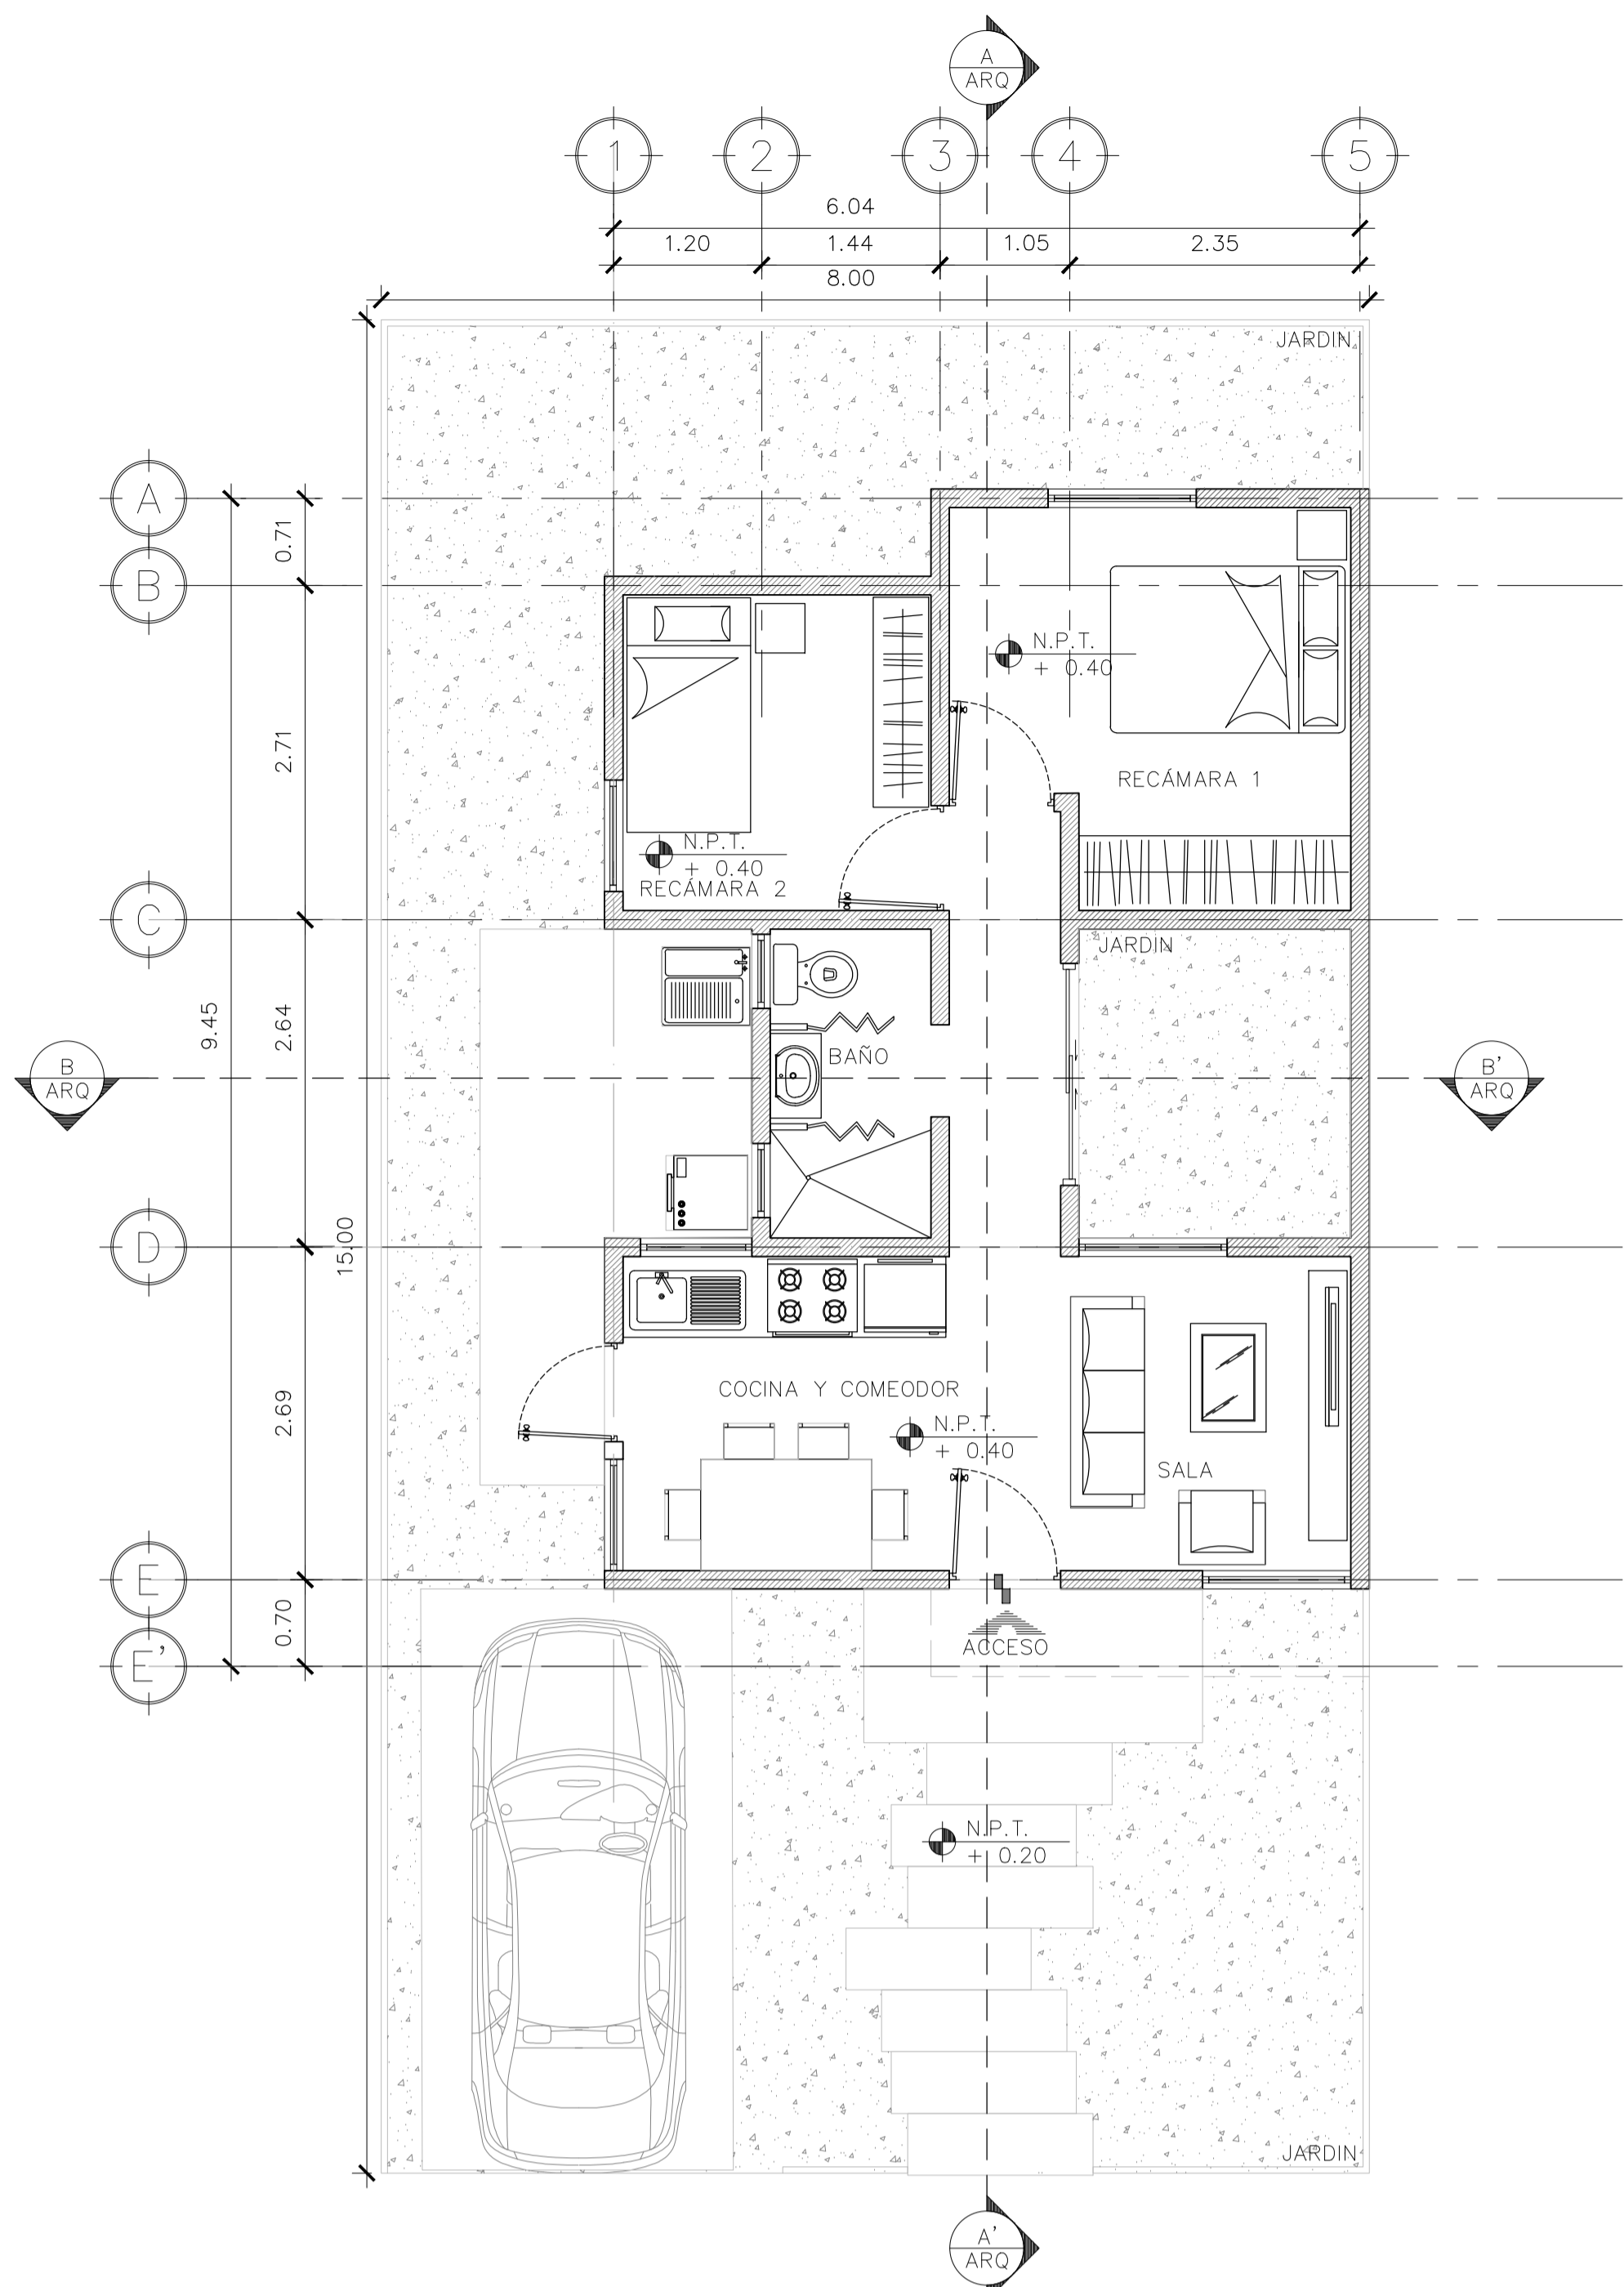 A
ARQ
1
2
3
4
5
6.04
1.20
1.44
1.05
2.35
8.00
JARDIN
A
0.71
B
N.P.T.
+ 0.40
2.71
RECÁMARA 1
N.P.T.
+ 0.40
RECÁMARA 2
C
JARDIN
9.45
2.64
BAÑO
B
ARQ
B'
ARQ
D
15.00
COCINA Y COMEODOR
2.69
N.P.T.
+ 0.40
SALA
E
0.70
ACCESO
E'
N.P.T.
+ 0.20
JARDIN
A'
ARQ